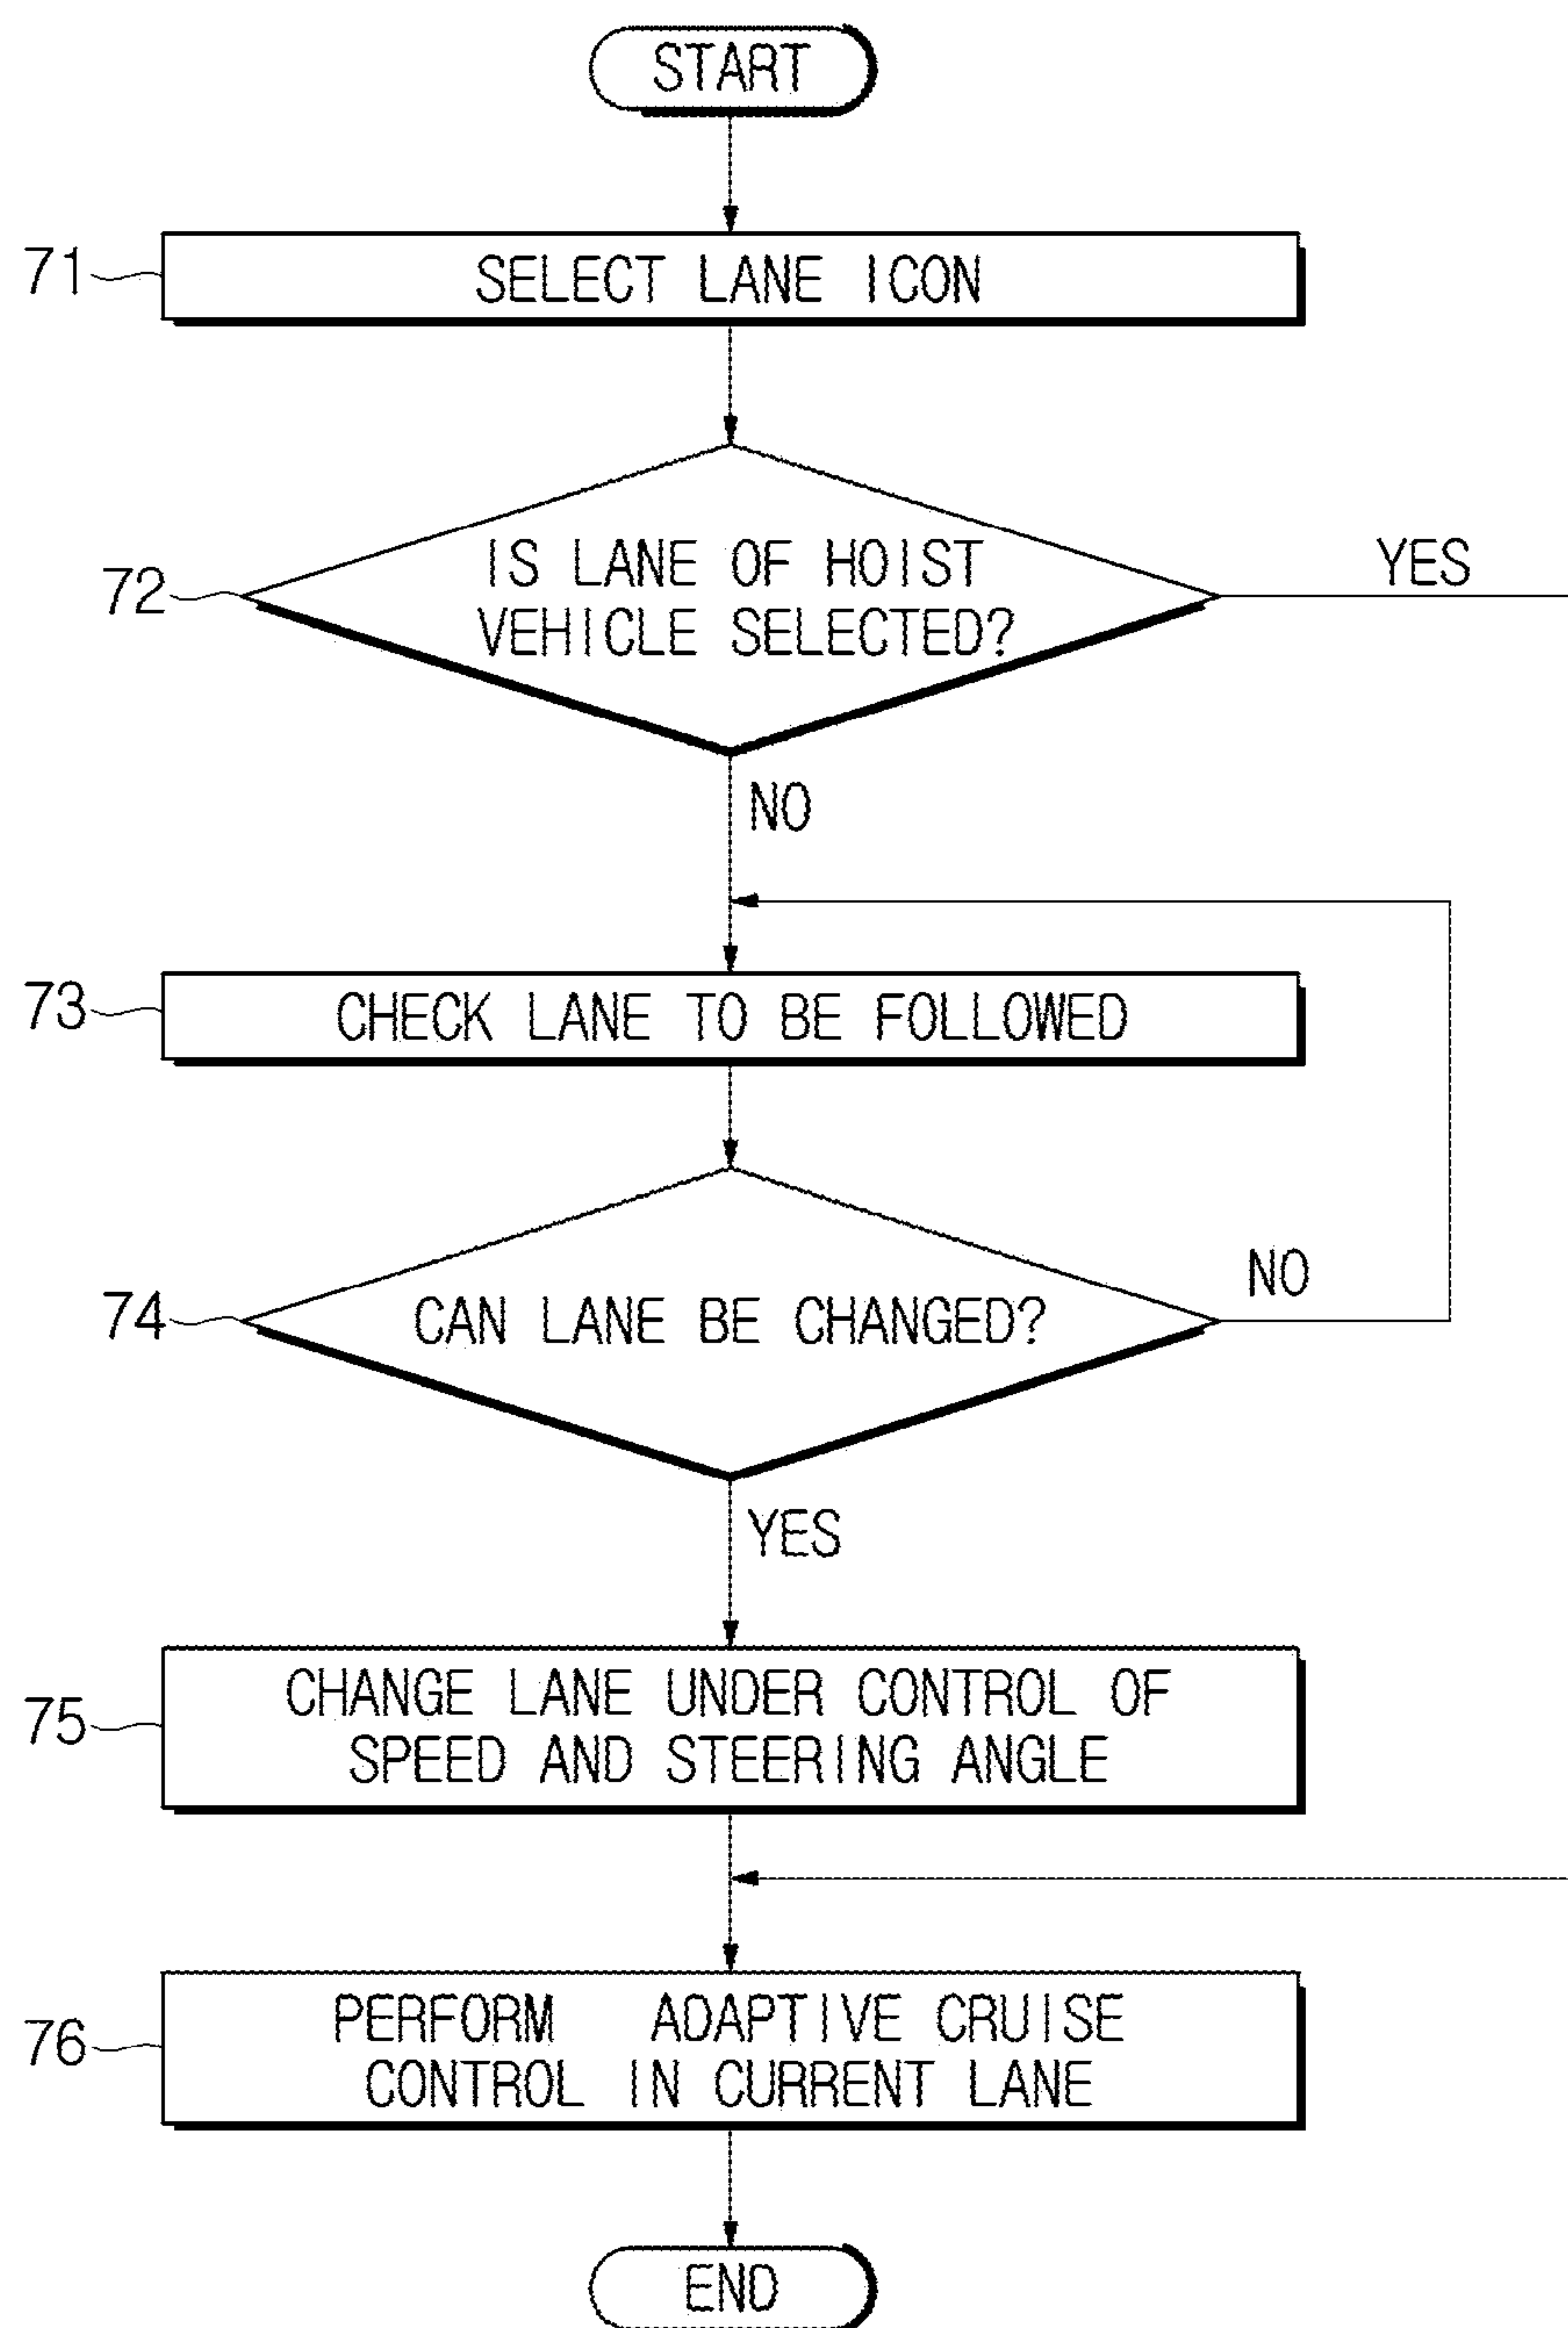 START
71
SELECT LANE ICON
72
IS LANE OF HOIST
VEHICLE SELECTED?
YES
NO
73
CHECK LANE TO BE FOLLOWED
74
CAN LANE BE CHANGED?
NO
YES
75
CHANGE LANE UNDER CONTROL OF
SPEED AND STEERING ANGLE
76
PERFORM ADAPTIVE CRUISE
CONTROL IN CURRENT LANE
END